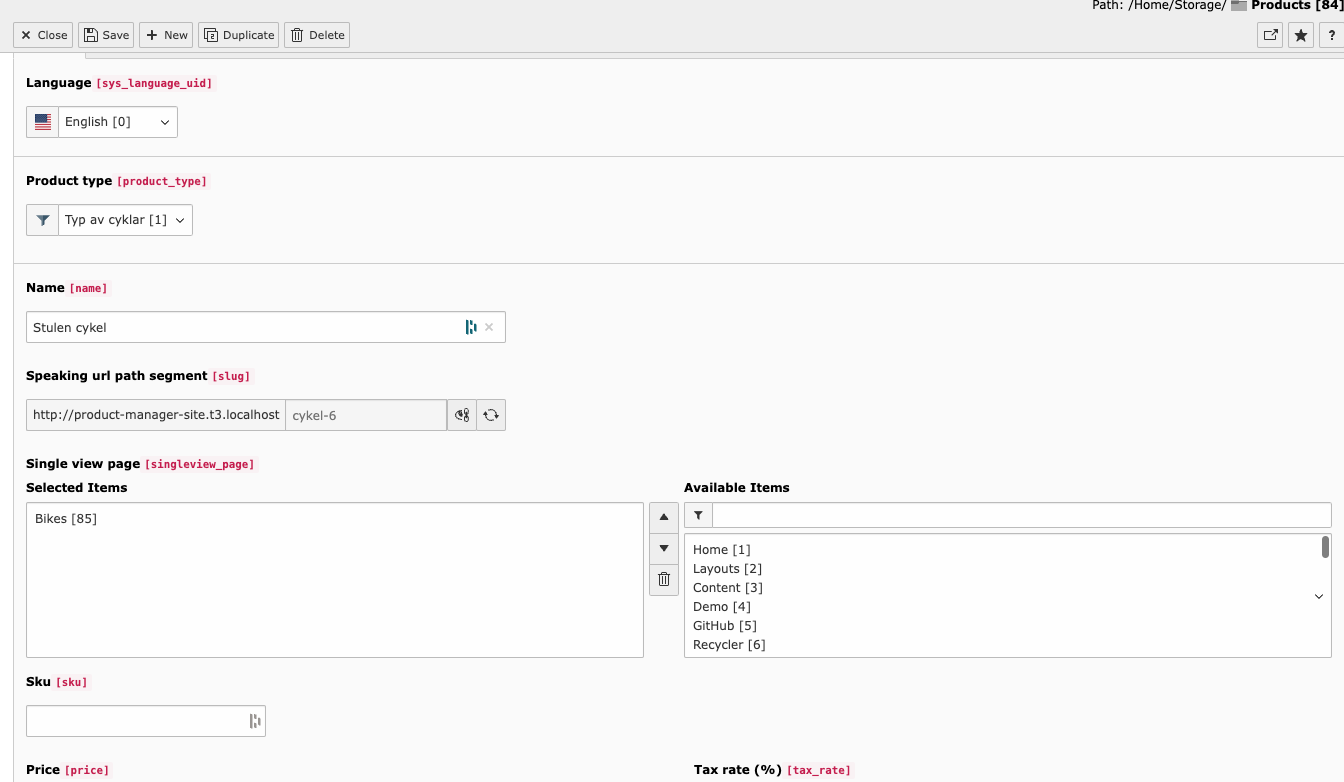 Path: /Home/Storage/ Products [84]
Close Save New Duplicate Delete ?
Language [sys_language_uid]
English [0]
Product type [product_type]
Typ av cyklar [1]
Name [name]
Stulen cykel
Speaking url path segment [slug]
http://product-manager-site.t3.localhost cykel-6
Single view page [singleview_page]
Selected Items
Bikes [85]
Available Items
Home [1]
Layouts [2]
Content [3]
Demo [4]
GitHub [5]
Recycler [6]
Sku [sku]
Price [price]
Tax rate (%) [tax_rate]